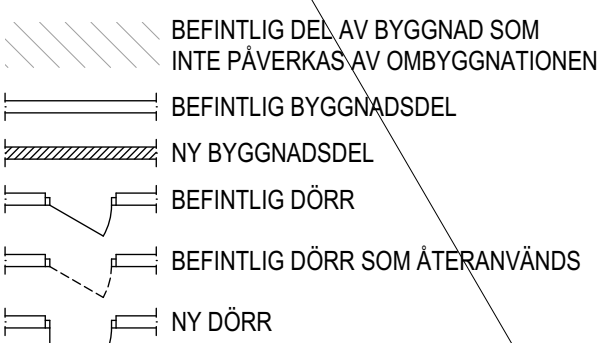 BEFINTLIG DEL AV BYGGNAD SOM
INTE PÅVERKAS AV OMBYGGNATIONEN
BEFINTLIG BYGGNADSDEL
NY BYGGNADSDEL
BEFINTLIG DÖRR
BEFINTLIG DÖRR SOM ÅTERANVÄNDS
NY DÖRR